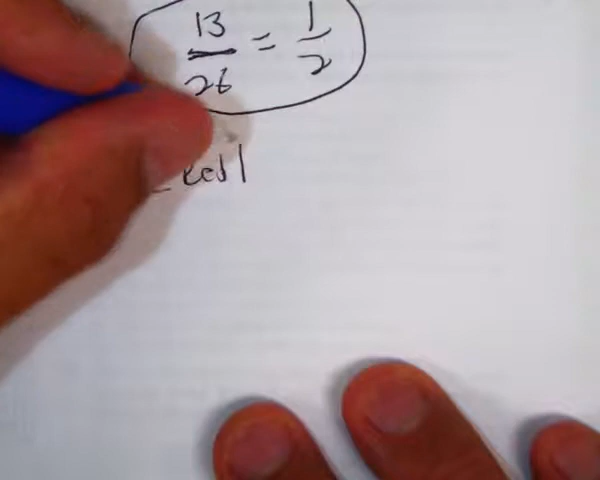 13/26 = 1/2